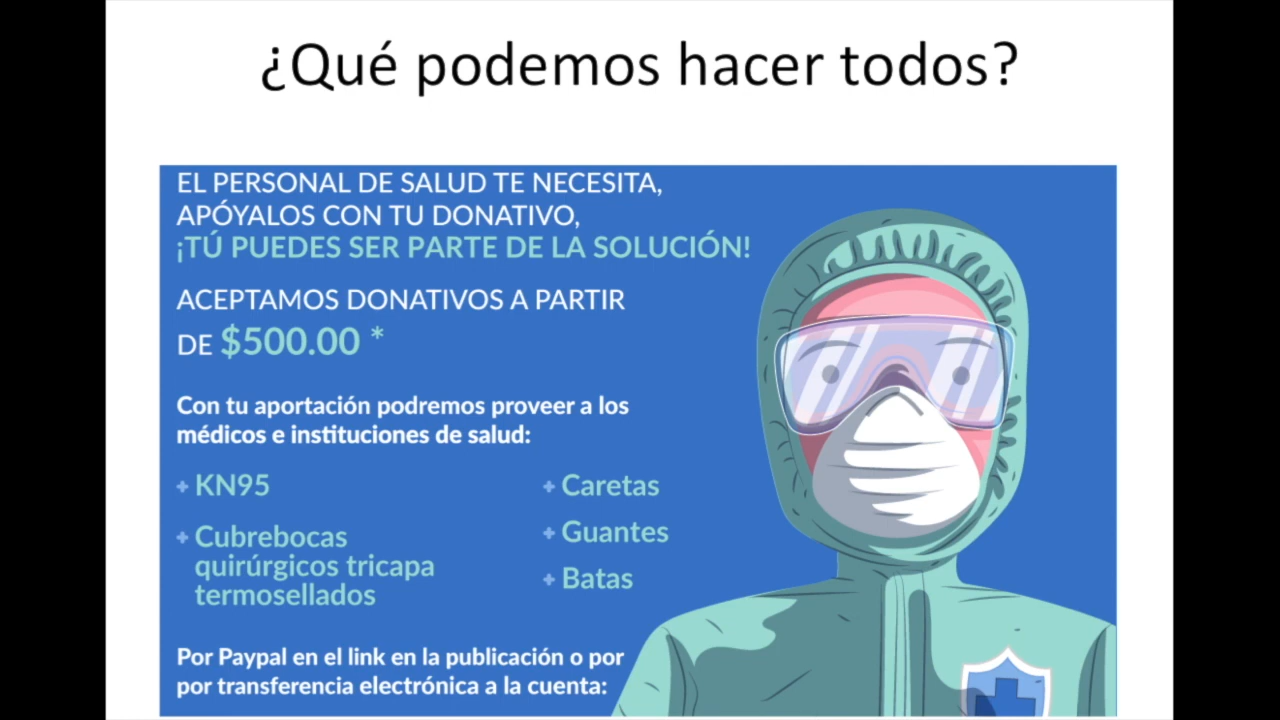 ¿Qué podemos hacer todos?
EL PERSONAL DE SALUD TE NECESITA,
APÓYALOS CON TU DONATIVO,
¡TÚ PUEDES SER PARTE DE LA SOLUCIÓN!
ACEPTAMOS DONATIVOS A PARTIR
DE $500.00 *
Con tu aportación podremos proveer a los
médicos e instituciones de salud:
+ KN95
+ Cubrebocas
quirúrgicos tricapa
termosellados
+ Caretas
+ Guantes
+ Batas
Por Paypal en el link en la publicación o por
por transferencia electrónica a la cuenta: